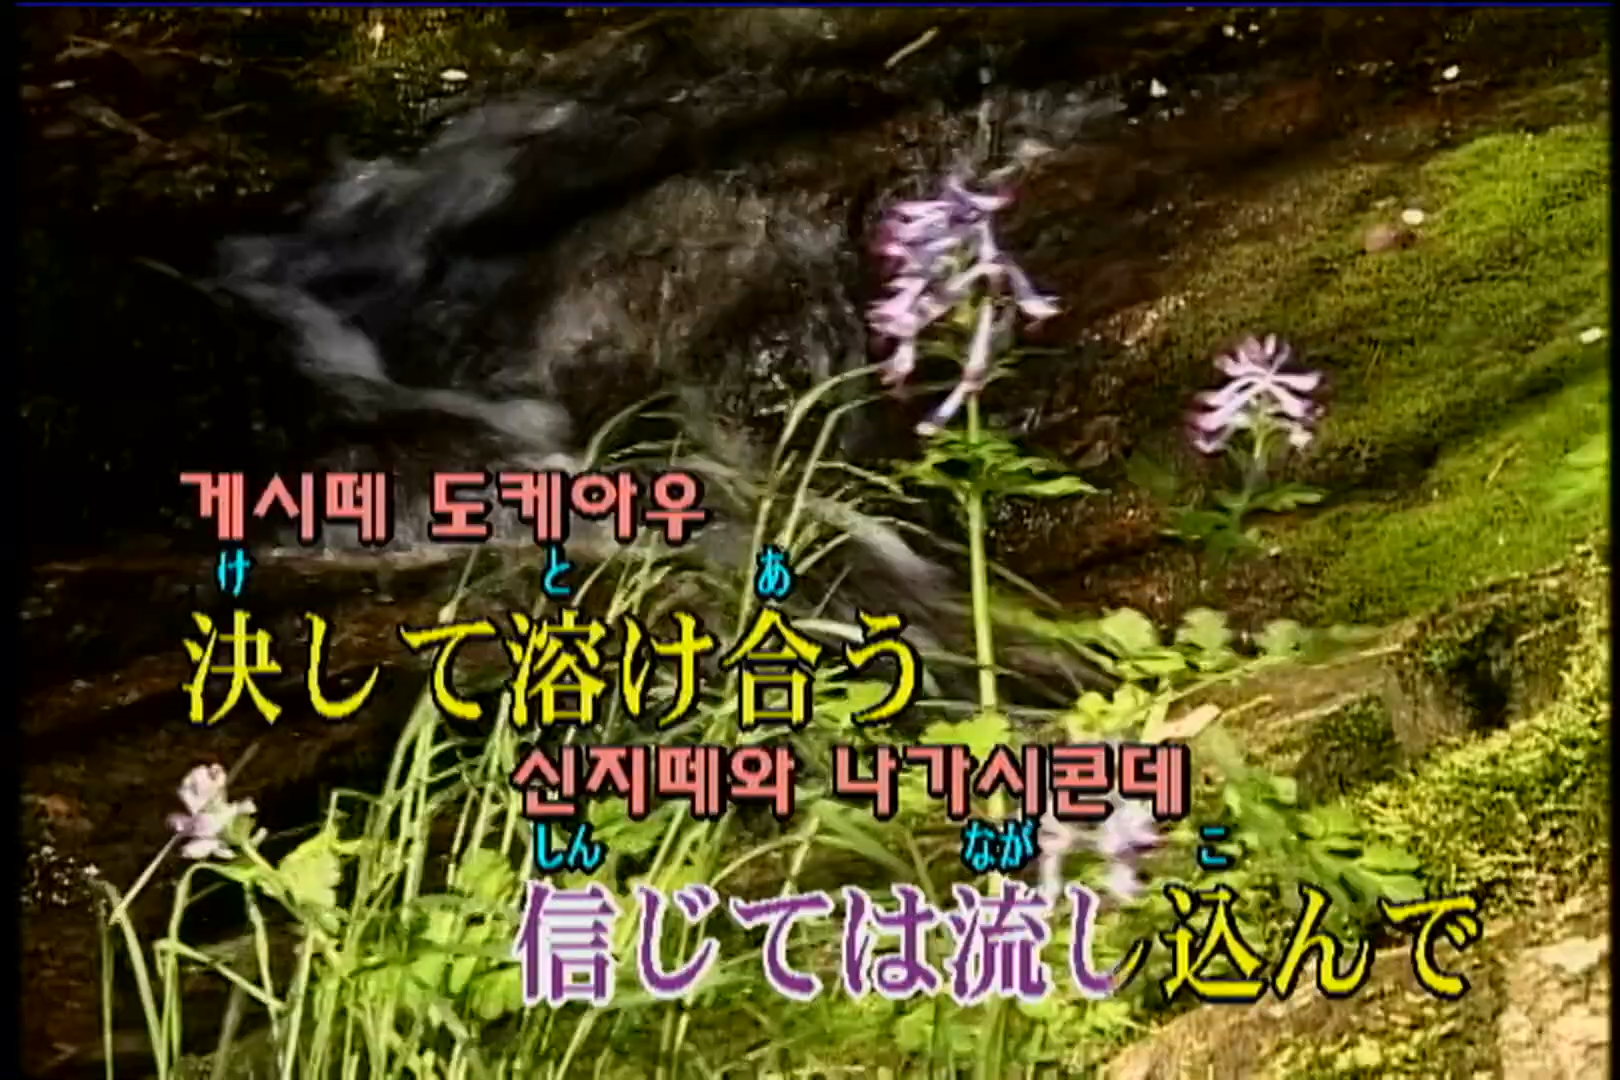 게시떼 도케아우
け と あ
決して溶け合う
신지떼와 나가시콘데
しん なが こ
信じては流し込んで